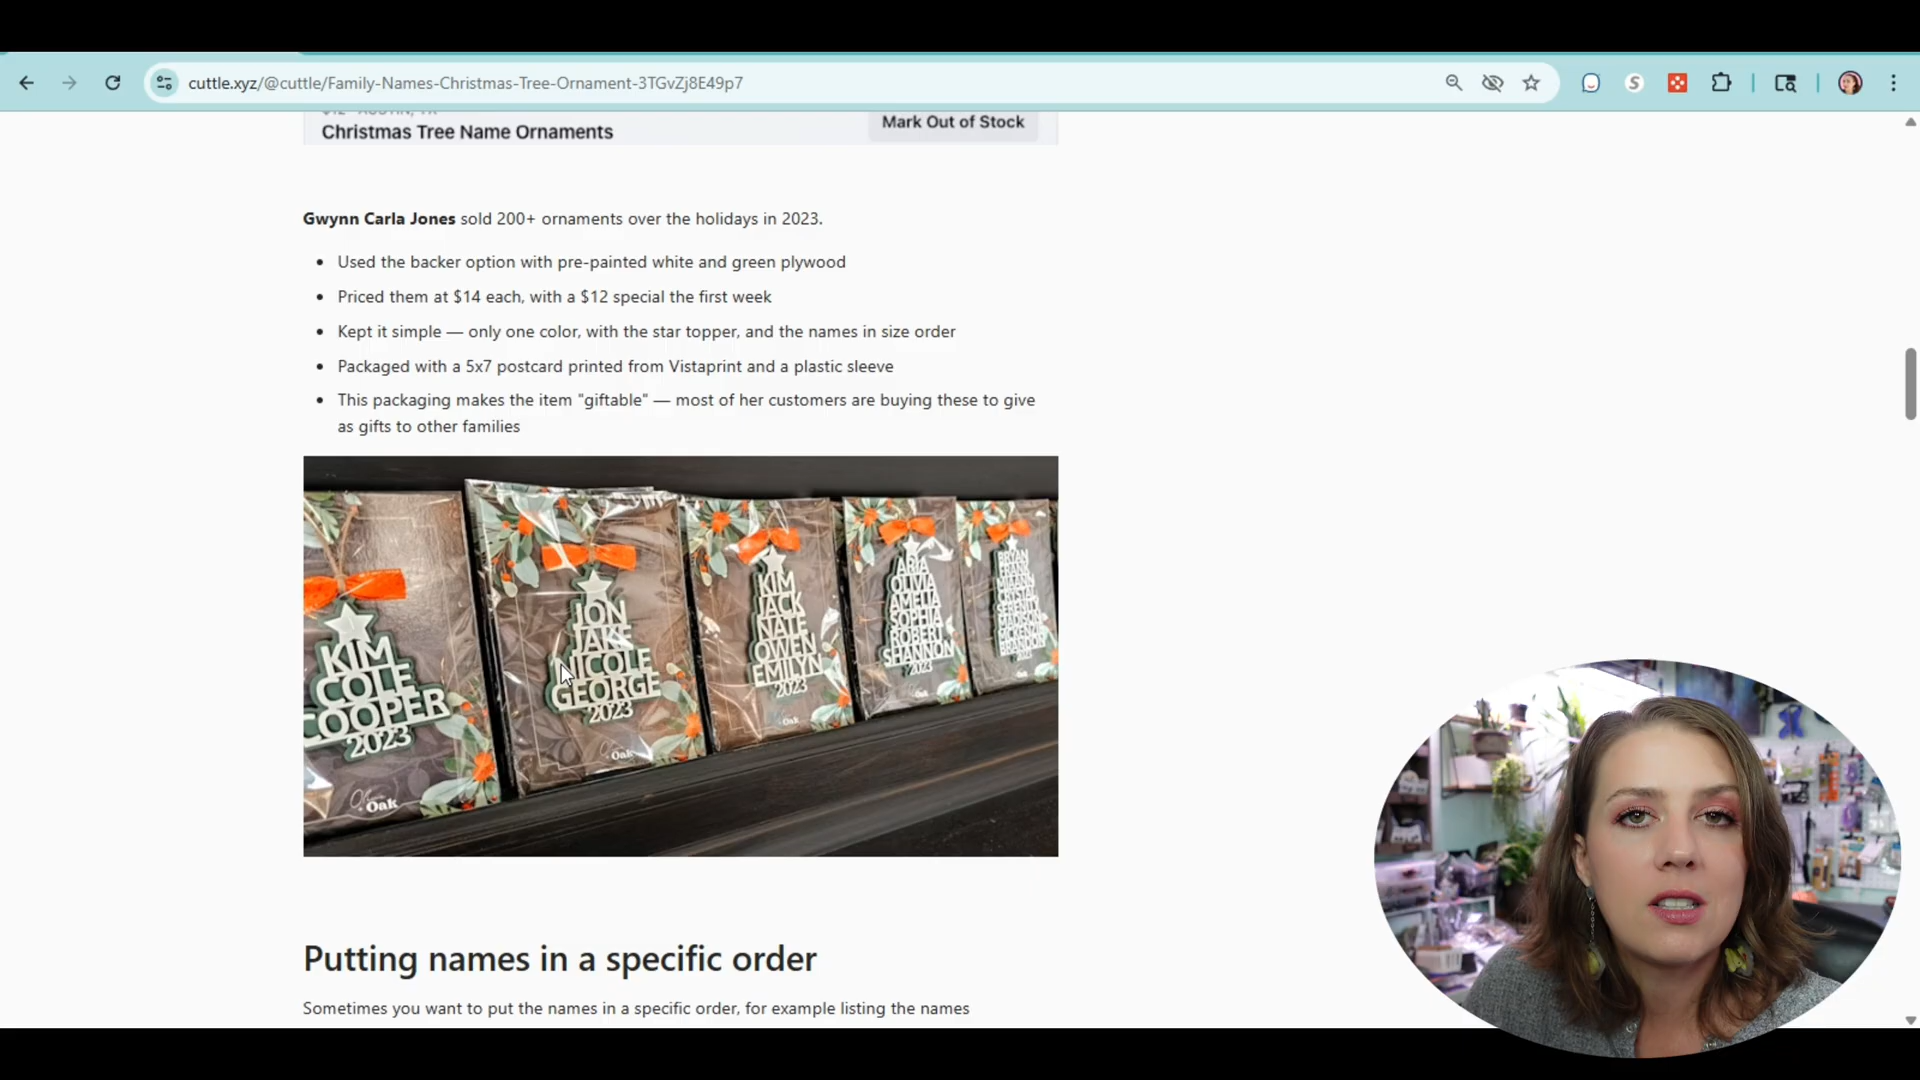 cuttle.xyz/@cuttle/Family-Names-Christmas-Tree-Ornament-3TGvZj8E49p7
Christmas Tree Name Ornaments
Mark Out of Stock
Gwynn Carla Jones sold 200+ ornaments over the holidays in 2023.
• Used the backer option with pre-painted white and green plywood
• Priced them at $14 each, with a $12 special the first week
• Kept it simple — only one color, with the star topper, and the names in size order
• Packaged with a 5x7 postcard printed from Vistaprint and a plastic sleeve
• This packaging makes the item "giftable" — most of her customers are buying these to give
as gifts to other families
KIM
COLE
COOPER
2023
Oak
JON
JAKE
NICOLE
GEORGE
2023
Oak
KIM
JACK
NATE
OWEN
EMILYN
2023
Oak
ARIA
OLIVIA
AMELIA
SOPHIA
ROBERT
SHANNON
2023
BRYAN
CRYSTAL
SERENITY
BRANDON
Putting names in a specific order
Sometimes you want to put the names in a specific order, for example listing the names